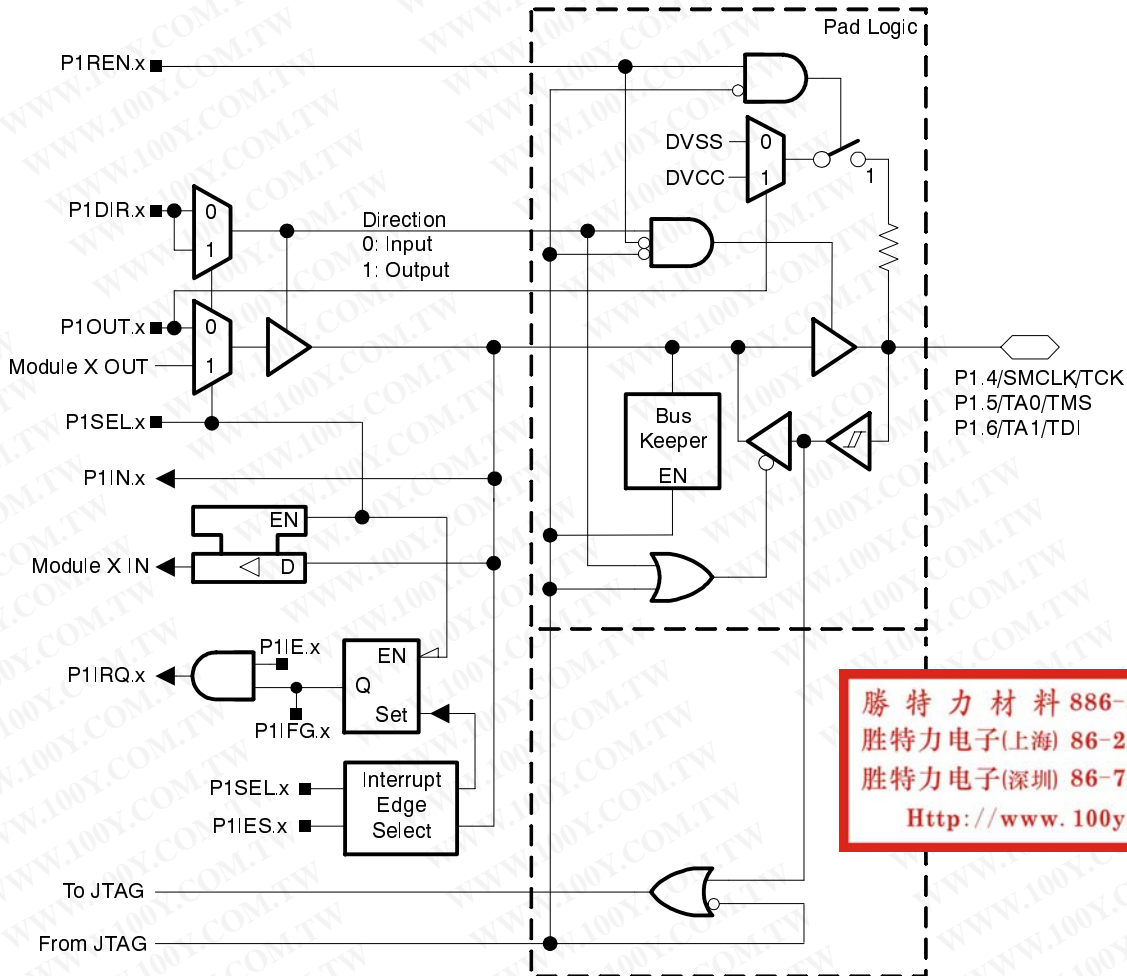 Pad Logic
P1REN.x
DVSS
0
DVCC
1
1
P1DIR.x
0
1
Direction
0: Input
1: Output
P1OUT.x
0
Module X OUT
1
P1.4/SMCLK/TCK
P1.5/TA0/TMS
P1.6/TA1/TDI
P1SEL.x
Bus
Keeper
EN
P1IN.x
EN
Module X IN
D
P1IE.x
P1IRQ.x
EN
Q
Set
P1IFG.x
P1SEL.x
P1IES.x
Interrupt
Edge
Select
To JTAG
From JTAG
勝特力材料 886-
胜特力电子(上海) 86-2
胜特力电子(深圳) 86-7
Http://www.100y
WWW.100Y.COM.TW